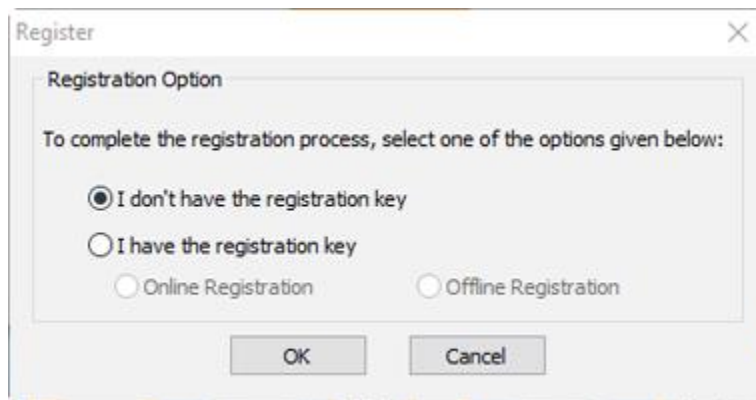 Register
Registration Option
To complete the registration process, select one of the options given below:
I don't have the registration key
I have the registration key
Online Registration Offline Registration
OK Cancel